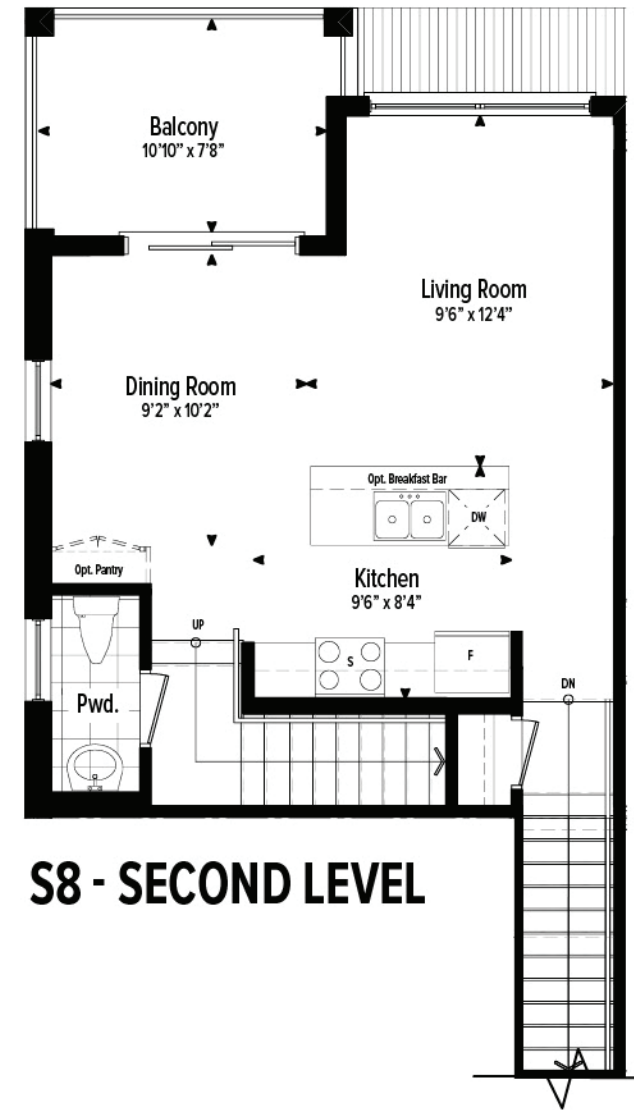 Balcony
10'10" x 7'8"
Living Room
9'6" x 12'4"
Dining Room
9'2" x 10'2"
Opt. Breakfast Bar
DW
Opt. Pantry
Kitchen
9'6" x 8'4"
UP
S
F
DN
Pwd.
S8 - SECOND LEVEL